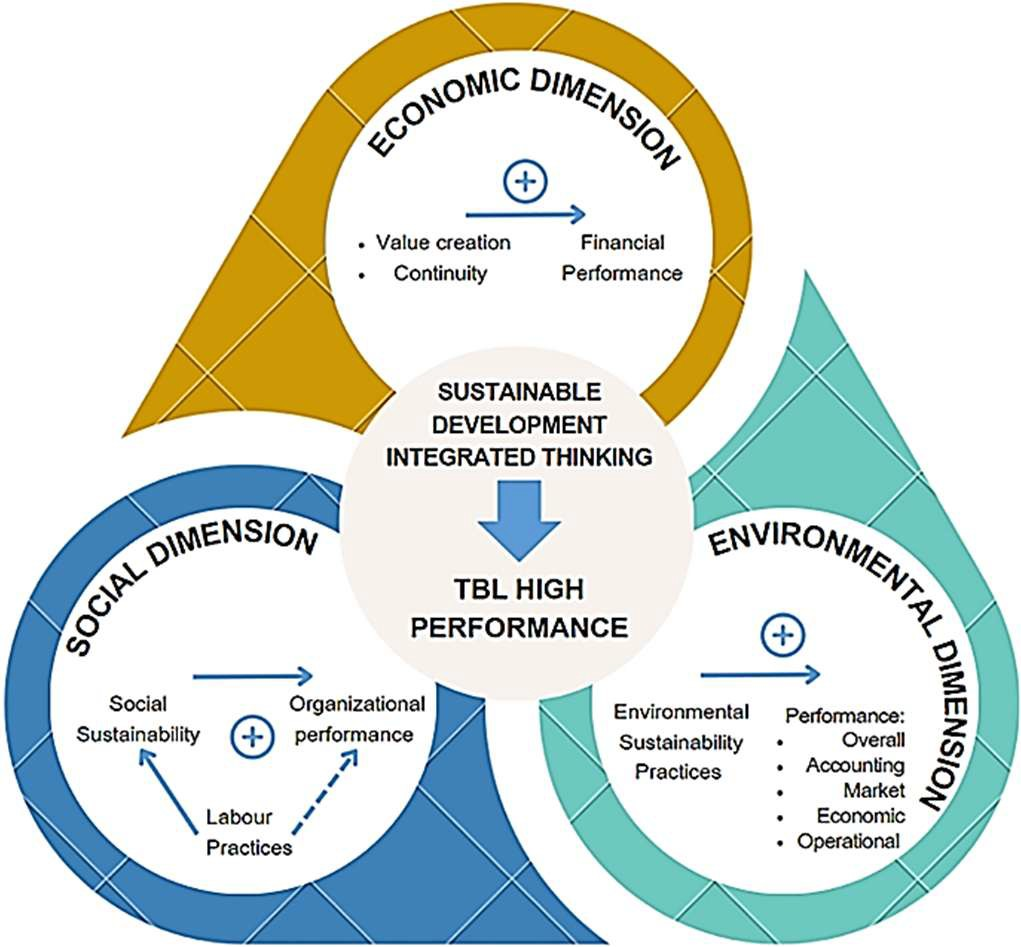 ECONOMIC DIMENSION
• Value creation
• Continuity
Financial
Performance
SUSTAINABLE
DEVELOPMENT
INTEGRATED THINKING
TBL HIGH
PERFORMANCE
SOCIAL DIMENSION
Social
Sustainability
Organizational
performance
Labour
Practices
ENVIRONMENTAL DIMENSION
Environmental
Sustainability
Practices
Performance:
• Overall
• Accounting
• Market
• Economic
• Operational